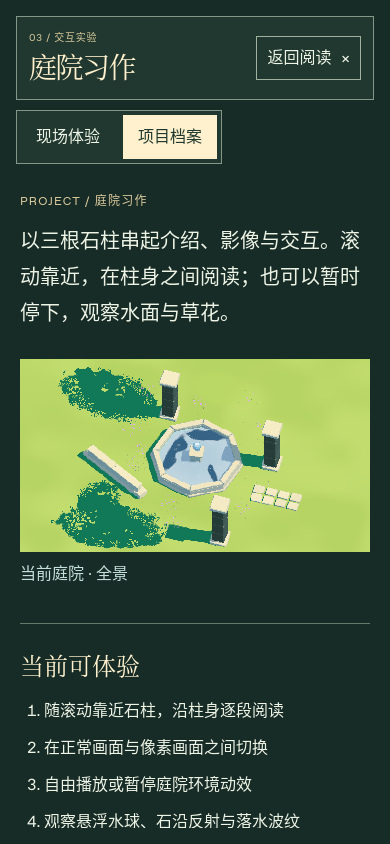 03 / 交互实验
庭院习作
返回阅读 ×
现场体验
项目档案
PROJECT / 庭院习作
以三根石柱串起介绍、影像与交互。滚
动靠近，在柱身之间阅读；也可以暂时
停下，观察水面与草花。
当前庭院 · 全景
当前可体验
1. 随滚动靠近石柱，沿柱身逐段阅读
2. 在正常画面与像素画面之间切换
3. 自由播放或暂停庭院环境动效
4. 观察悬浮水球、石沿反射与落水波纹